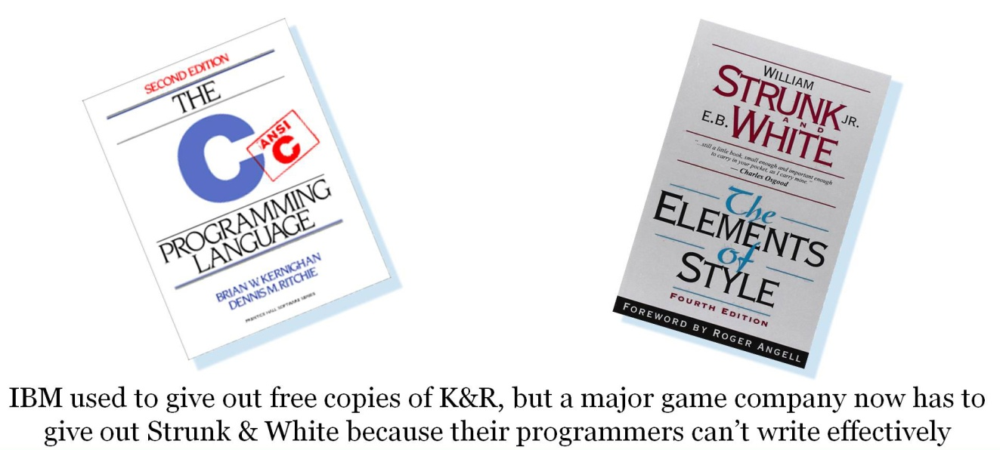 SECOND EDITION
THE
C
ANSI
C
PROGRAMMING
LANGUAGE
BRIAN W. KERNIGHAN
DENNIS M. RITCHIE
PRENTICE HALL SOFTWARE SERIES
WILLIAM
STRUNK JR.
AND
E.B. WHITE
"...still a little book, small enough and important enough
to carry in your pocket, as I carry mine."
— Charles Osgood
The
ELEMENTS
of
STYLE
FOURTH EDITION
FOREWORD BY ROGER ANGELL
IBM used to give out free copies of K&R, but a major game company now has to
give out Strunk & White because their programmers can’t write effectively